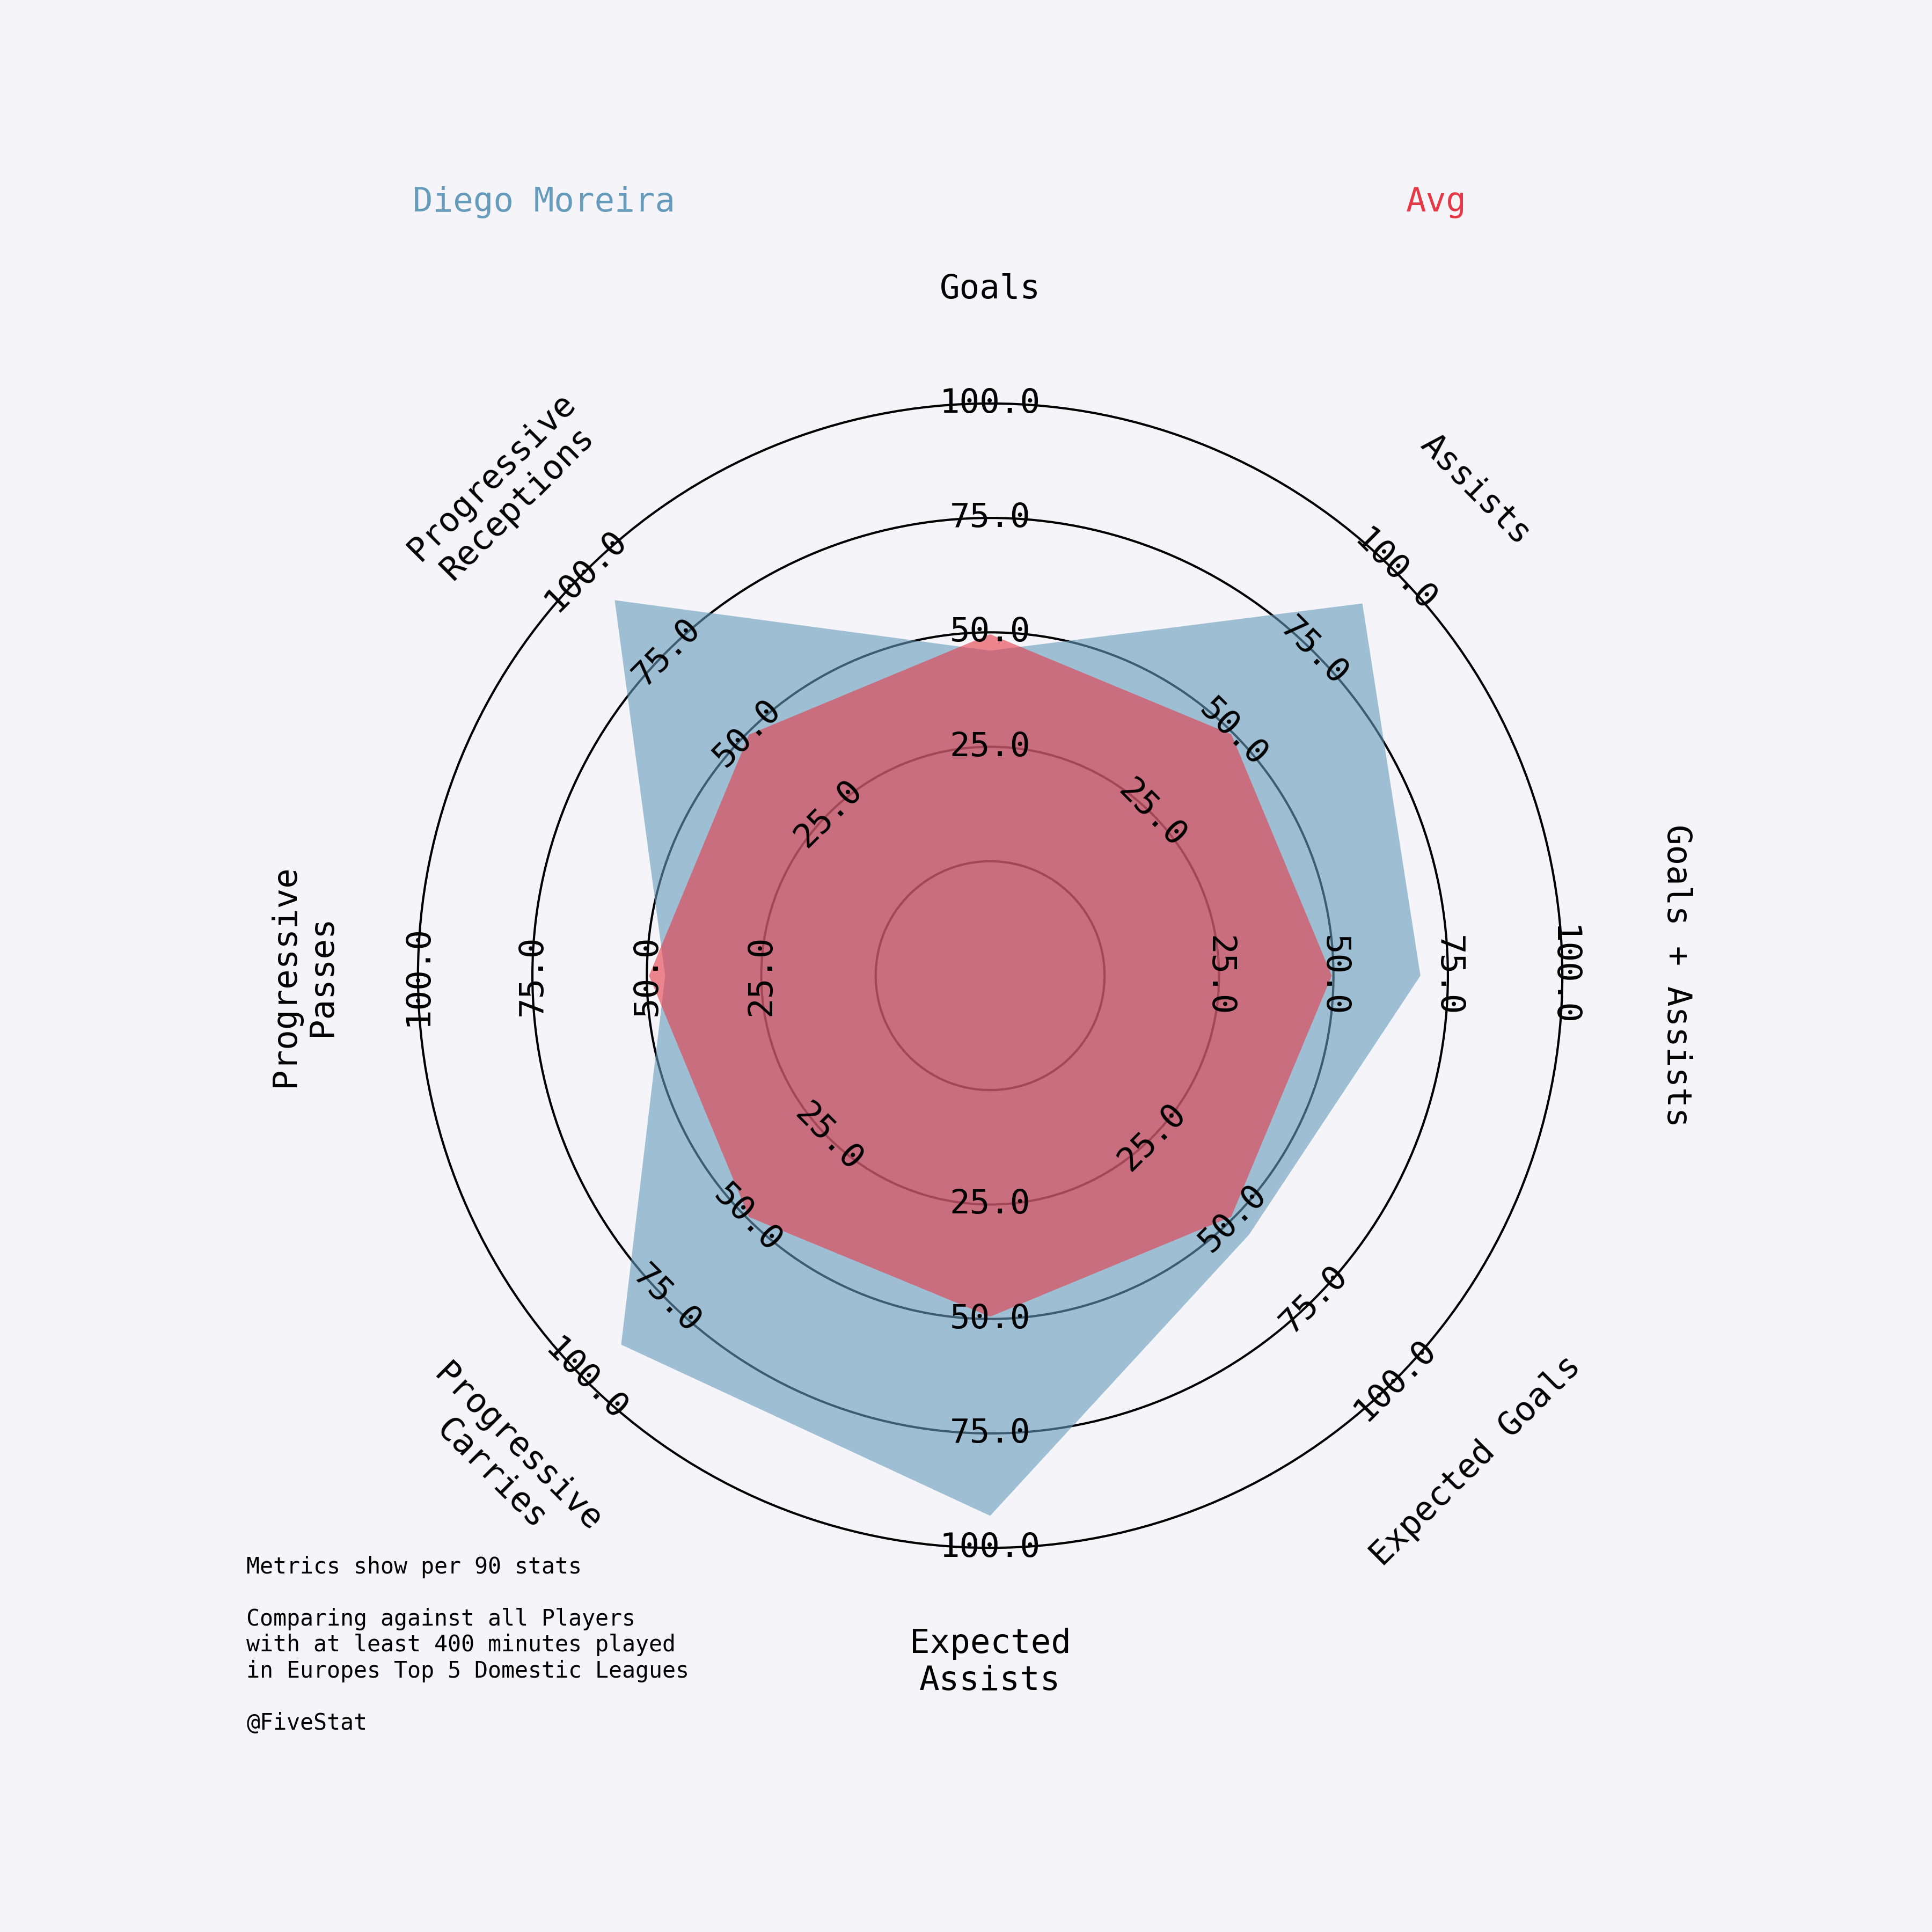 Diego Moreira
Avg
Goals
Assists
Goals + Assists
Expected Goals
Expected
Assists
Progressive
Carries
Progressive
Passes
Progressive
Receptions
25.0
50.0
75.0
100.0
25.0
50.0
75.0
100.0
25.0
50.0
75.0
100.0
25.0
50.0
75.0
100.0
25.0
50.0
75.0
100.0
25.0
50.0
75.0
100.0
25.0
50.0
75.0
100.0
25.0
50.0
75.0
100.0
Metrics show per 90 stats
Comparing against all Players
with at least 400 minutes played
in Europes Top 5 Domestic Leagues
@FiveStat